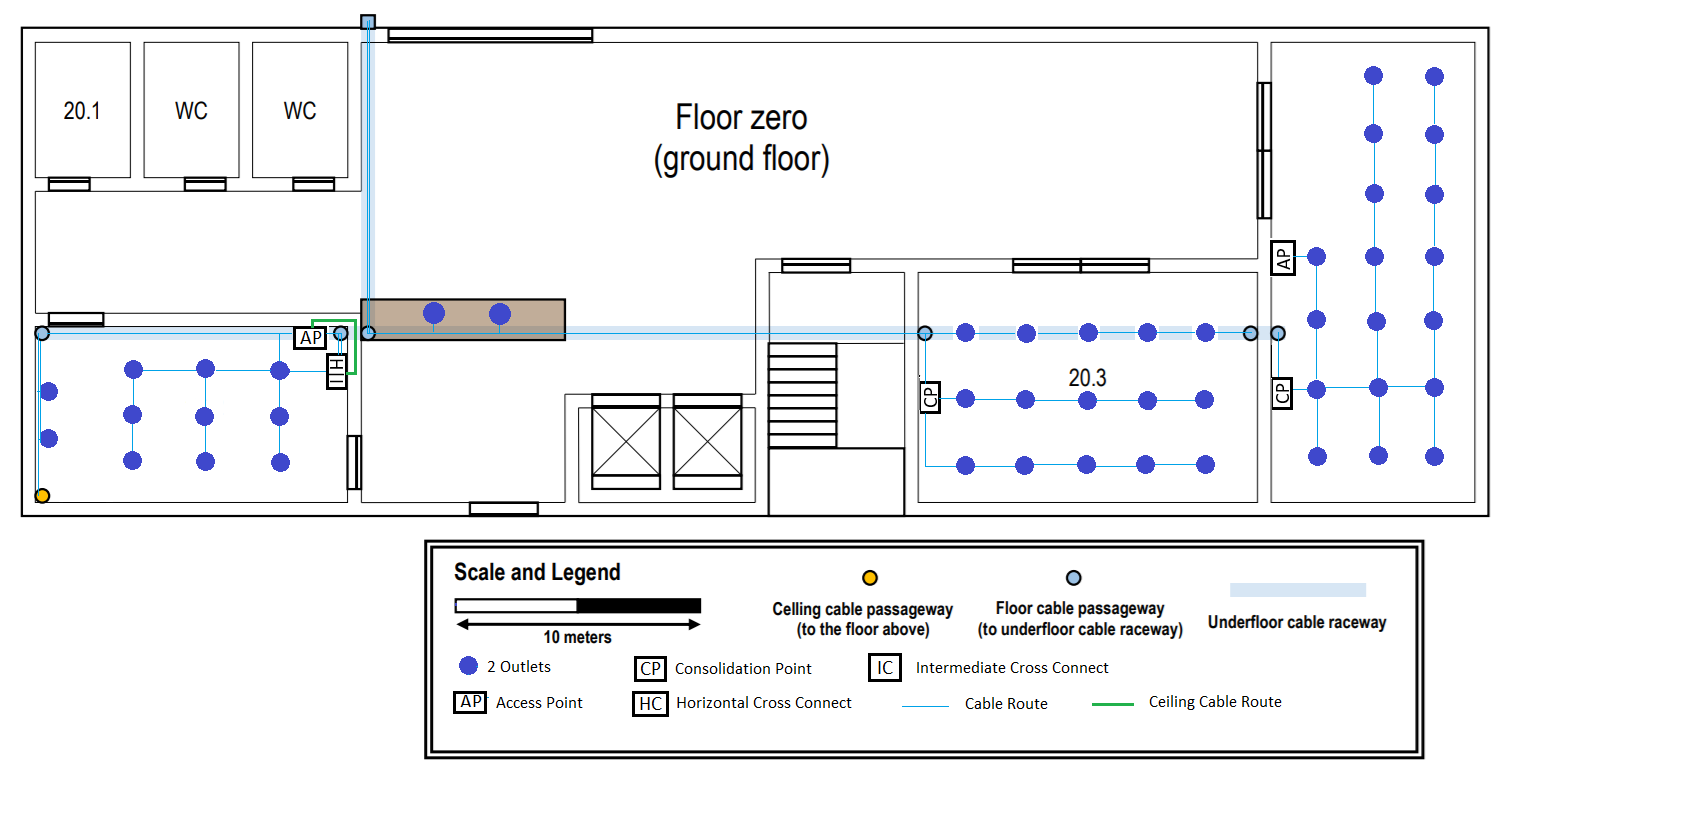 20.1
WC
WC
Floor zero
(ground floor)
AP
AP
20.3
CP
CP
Scale and Legend
10 meters
Celling cable passageway
(to the floor above)
Floor cable passageway
(to underfloor cable raceway)
Underfloor cable raceway
2 Outlets
CP Consolidation Point
IC Intermediate Cross Connect
AP Access Point
HC Horizontal Cross Connect
Cable Route
Ceiling Cable Route